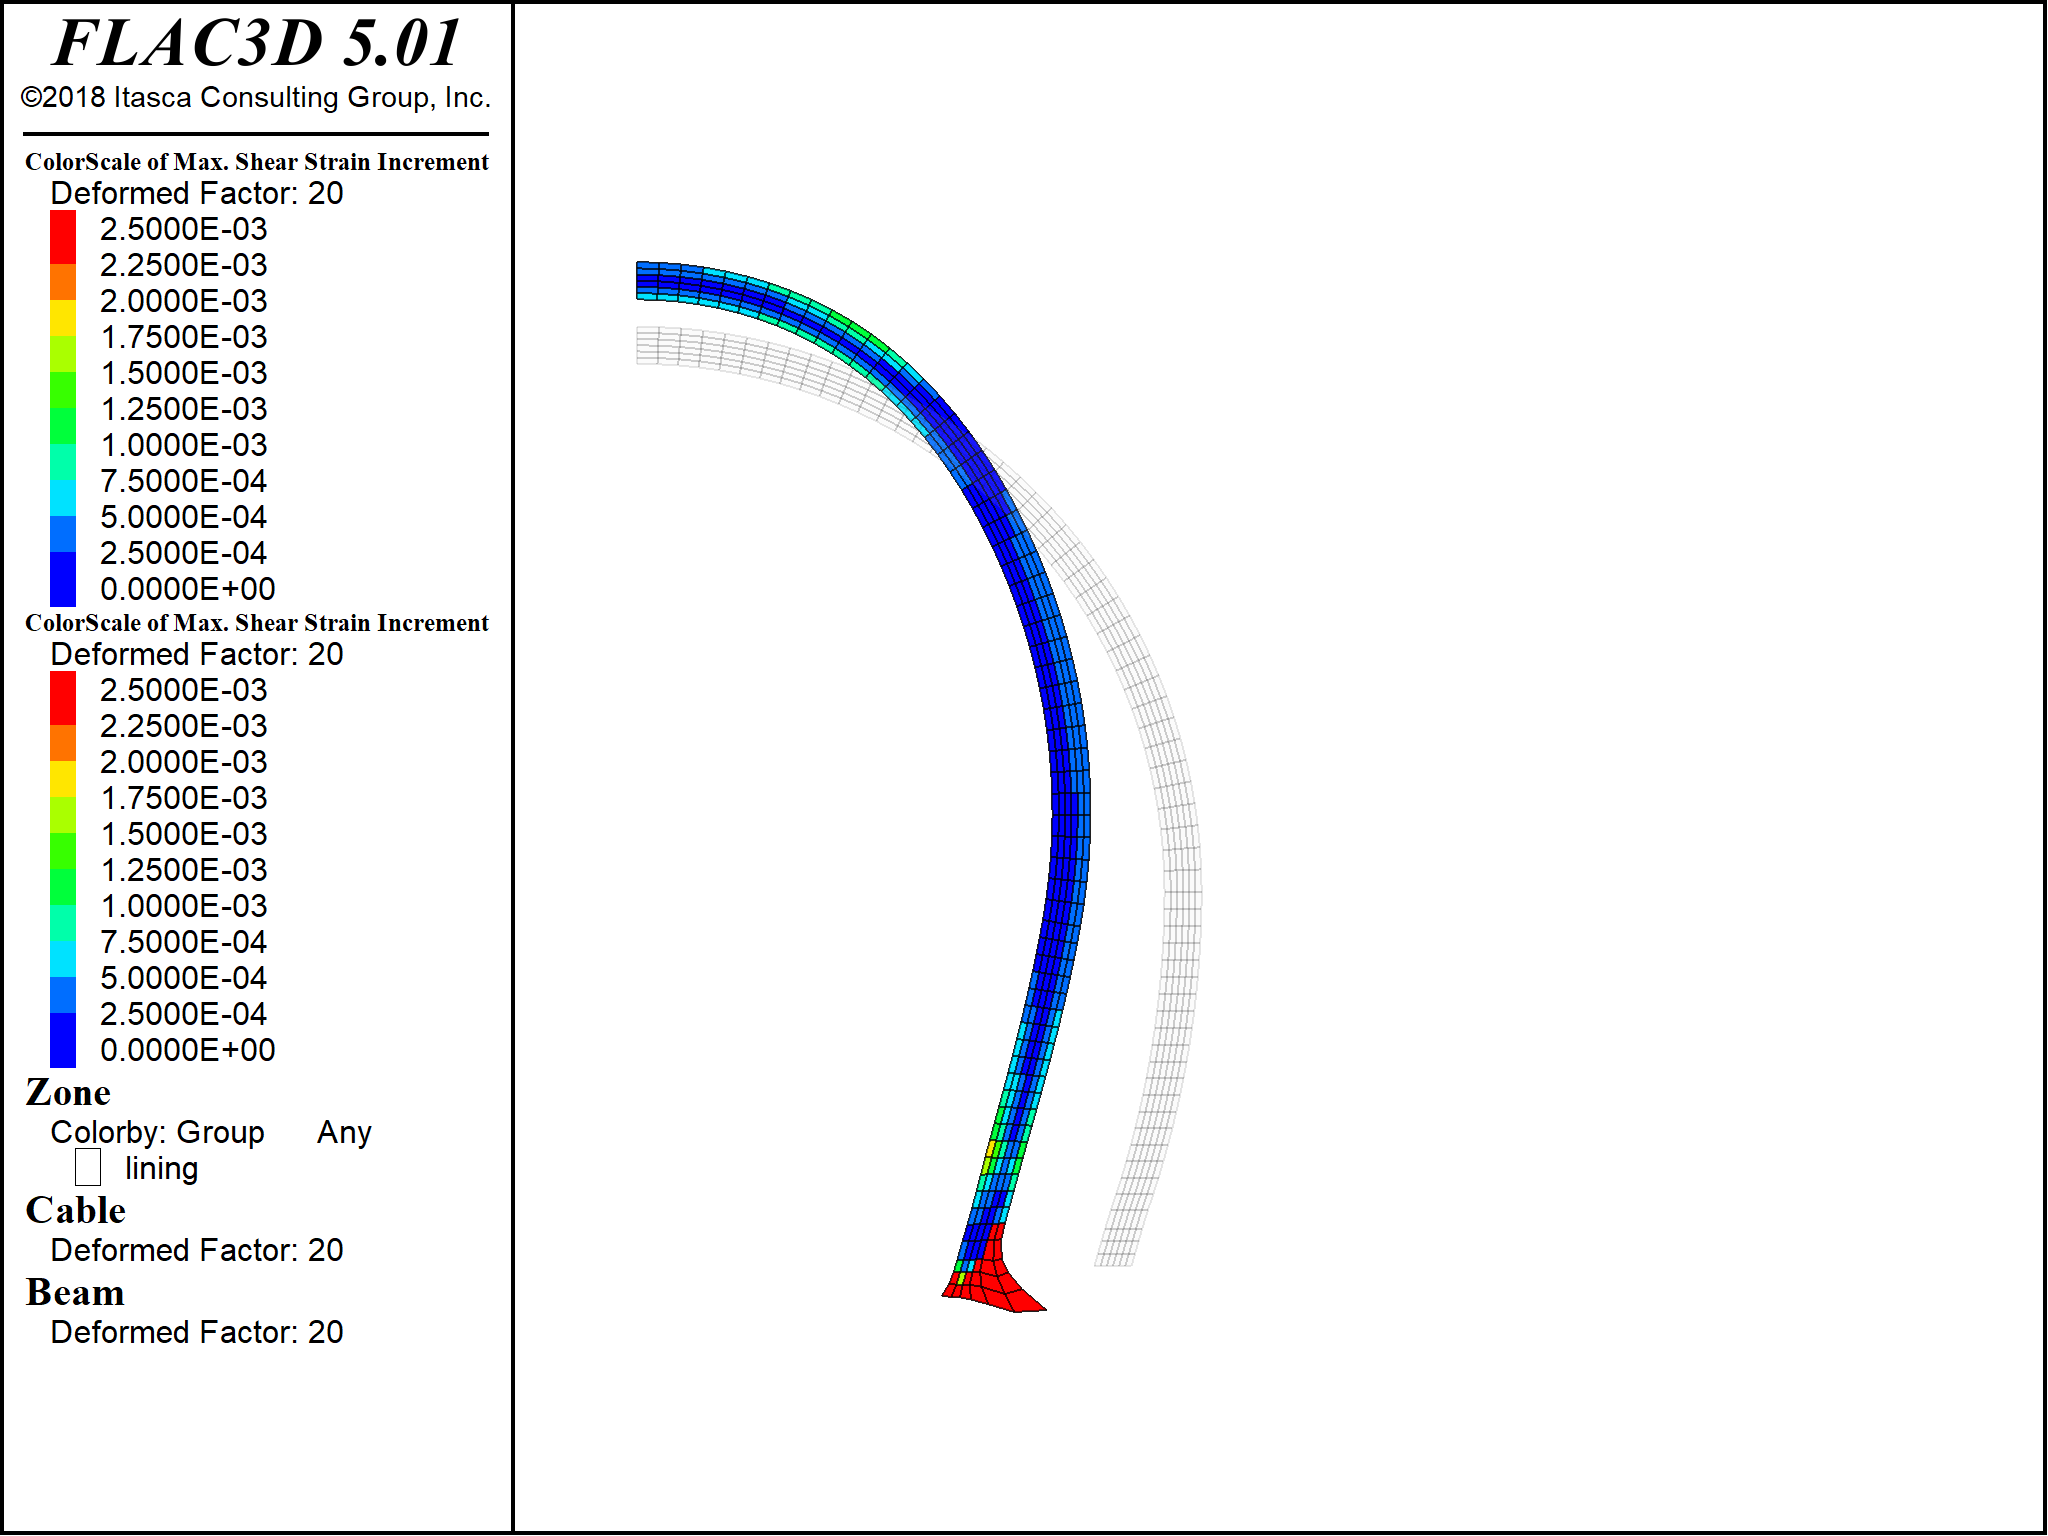 FLAC3D 5.01
©2018 Itasca Consulting Group, Inc.
ColorScale of Max. Shear Strain Increment
Deformed Factor: 20
2.5000E-03
2.2500E-03
2.0000E-03
1.7500E-03
1.5000E-03
1.2500E-03
1.0000E-03
7.5000E-04
5.0000E-04
2.5000E-04
0.0000E+00
ColorScale of Max. Shear Strain Increment
Deformed Factor: 20
2.5000E-03
2.2500E-03
2.0000E-03
1.7500E-03
1.5000E-03
1.2500E-03
1.0000E-03
7.5000E-04
5.0000E-04
2.5000E-04
0.0000E+00
Zone
Colorby: Group Any
lining
Cable
Deformed Factor: 20
Beam
Deformed Factor: 20